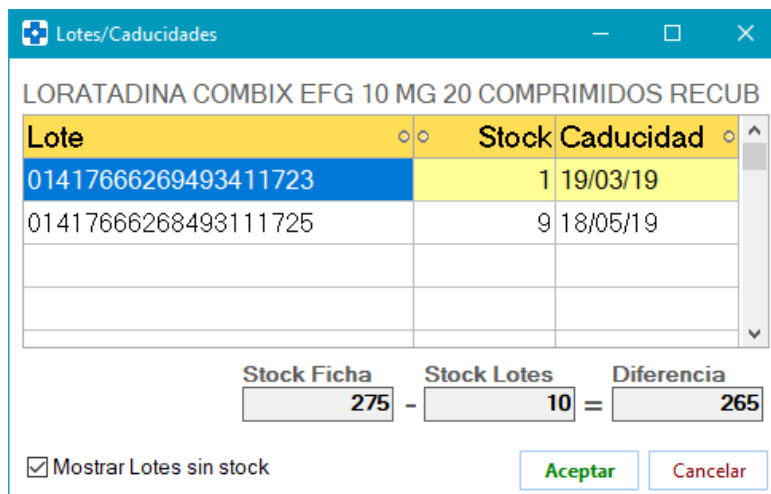 Lotes/Caducidades
LORATADINA COMBIX EFG 10 MG 20 COMPRIMIDOS RECUB
Lote Stock Caducidad
01417666269493411723 1 19/03/19
01417666268493111725 9 18/05/19
Stock Ficha Stock Lotes Diferencia
275 - 10 = 265
Mostrar Lotes sin stock Aceptar Cancelar